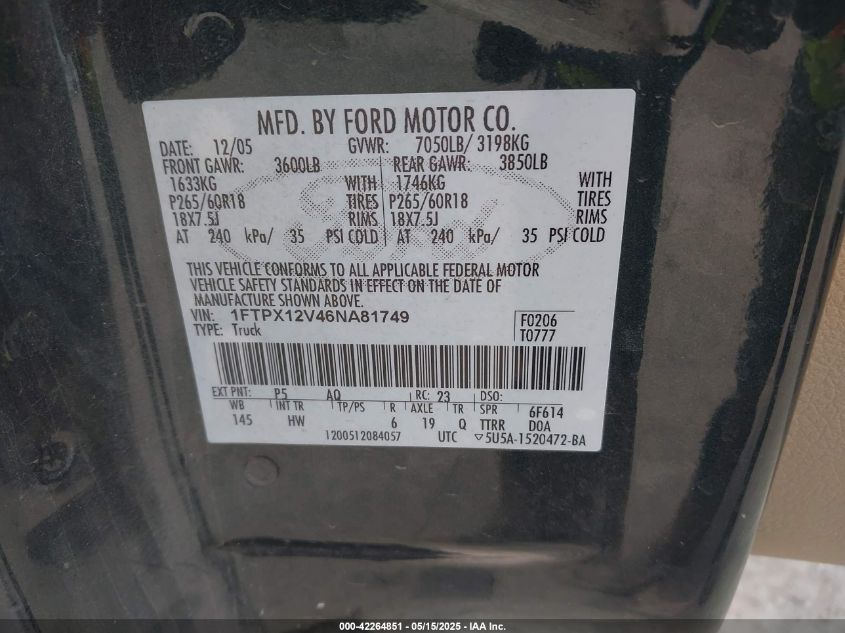 MFD. BY FORD MOTOR CO.
DATE: 12/05 GVWR: 7050LB/ 3198KG
FRONT GAWR: 3600LB REAR GAWR: 3850LB
1633KG WITH 1746KG WITH
P265/60R18 TIRES P265/60R18 TIRES
18X7.5J RIMS 18X7.5J RIMS
AT 240 kPa/ 35 PSI COLD AT 240 kPa/ 35 PSI COLD
THIS VEHICLE CONFORMS TO ALL APPLICABLE FEDERAL MOTOR
VEHICLE SAFETY STANDARDS IN EFFECT ON THE DATE OF
MANUFACTURE SHOWN ABOVE.
VIN: 1FTPX12V46NA81749 F0206
TYPE: Truck T0777
EXT PNT: P5 AQ RC: 23 DSO:
WB INT TR TP/PS R AXLE TR SPR 6F614
145 HW 6 19 Q TTRR DOA
1200512084057 UTC ▽5U5A-1520472-BA
000-42264851 - 05/15/2025 - IAA Inc.